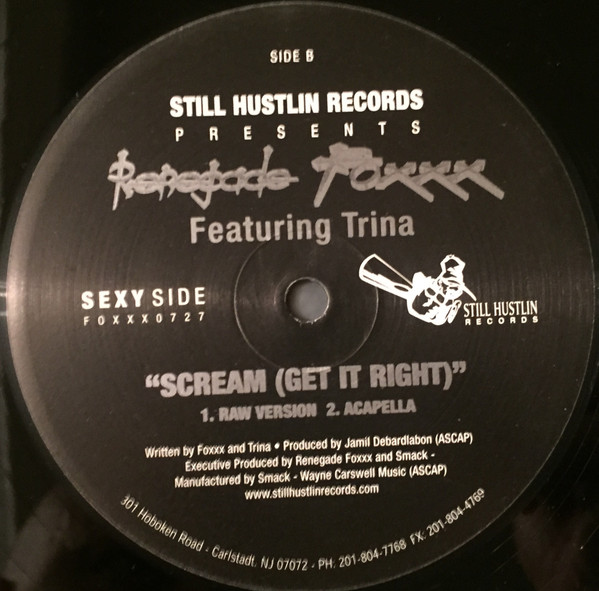 SIDE B
STILL HUSTLIN RECORDS
PRESENTS
Renegade Foxxx
Featuring Trina
SEXY SIDE
FOXXX0727
STILL HUSTLIN
RECORDS
“SCREAM (GET IT RIGHT)”
1. RAW VERSION 2. ACAPELLA
Written by Foxxx and Trina • Produced by Jamil Debardlabon (ASCAP)
Executive Produced by Renegade Foxxx and Smack -
Manufactured by Smack - Wayne Carswell Music (ASCAP)
www.stillhustlinrecords.com
301 Hoboken Road - Carlstadt. NJ 07072 - PH: 201-804-7768 FX: 201-804-4769